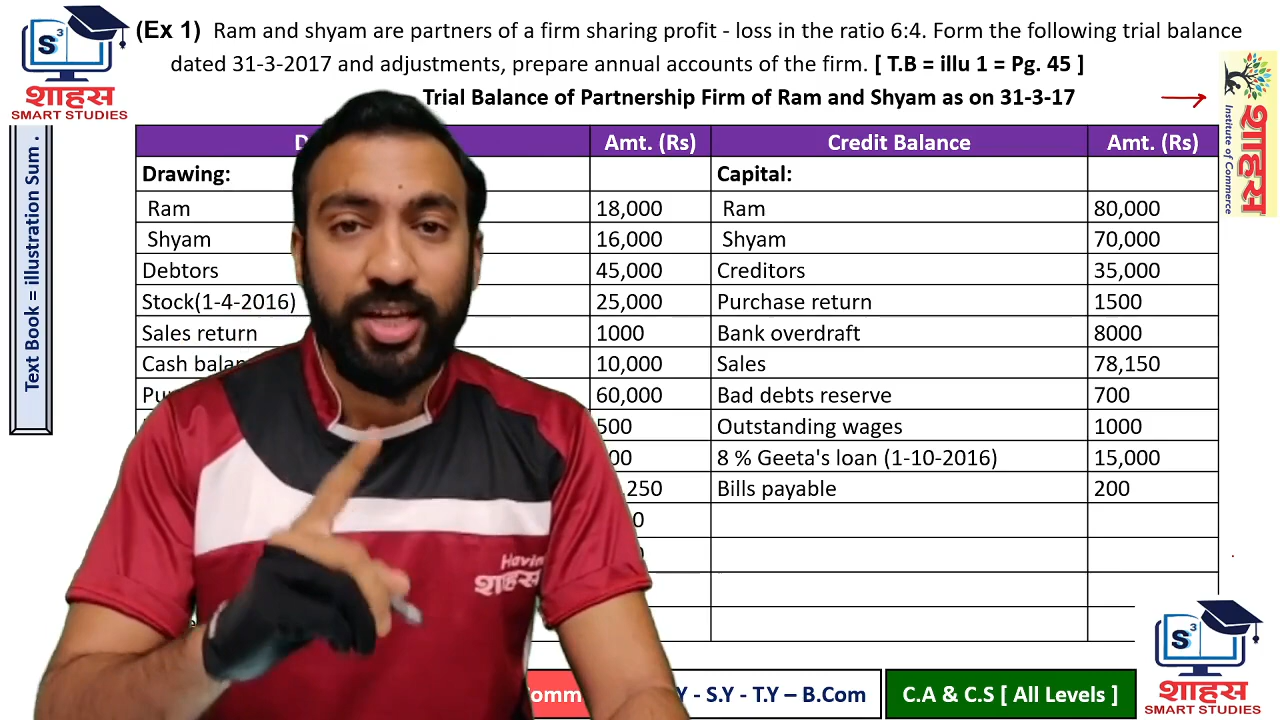 S³
शाहस
SMART STUDIES
(Ex 1) Ram and shyam are partners of a firm sharing profit - loss in the ratio 6:4. Form the following trial balance
dated 31-3-2017 and adjustments, prepare annual accounts of the firm. [ T.B = illu 1 = Pg. 45 ]
Trial Balance of Partnership Firm of Ram and Shyam as on 31-3-17
शाहस
Institute of Commerce
Text Book = illustration Sum .
Amt. (Rs) Credit Balance Amt. (Rs)
Drawing: Capital:
Ram 18,000 Ram 80,000
Shyam 16,000 Shyam 70,000
Debtors 45,000 Creditors 35,000
Stock(1-4-2016) 25,000 Purchase return 1500
Sales return 1000 Bank overdraft 8000
Cash 10,000 Sales 78,150
60,000 Bad debts reserve 700
500 Outstanding wages 1000
8 % Geeta's loan (1-10-2016) 15,000
Bills payable 200
Havin
शाहस
S.Y - T.Y – B.Com
C.A & C.S [ All Levels ]
S³
शाहस
SMART STUDIES